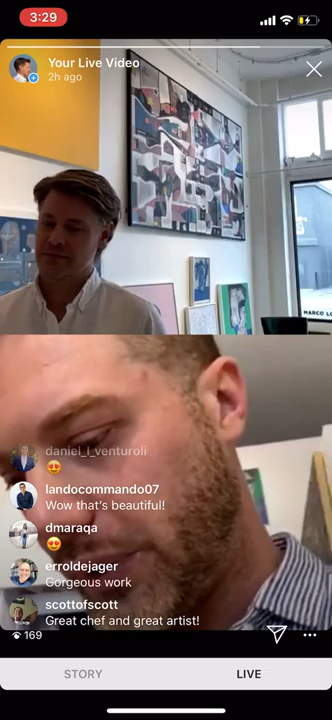 3:29
Your Live Video
2h ago
MARCO LO
daniel_l_venturoli
😍
landocommando07
Wow that's beautiful!
dmaraqa
😍
erroldejager
Gorgeous work
scottofscott
Great chef and great artist!
169
STORY
LIVE